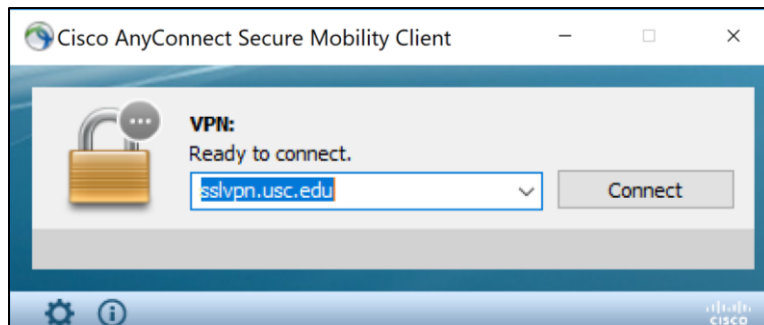 Cisco AnyConnect Secure Mobility Client
VPN:
Ready to connect.
sslvpn.usc.edu
Connect
CISCO